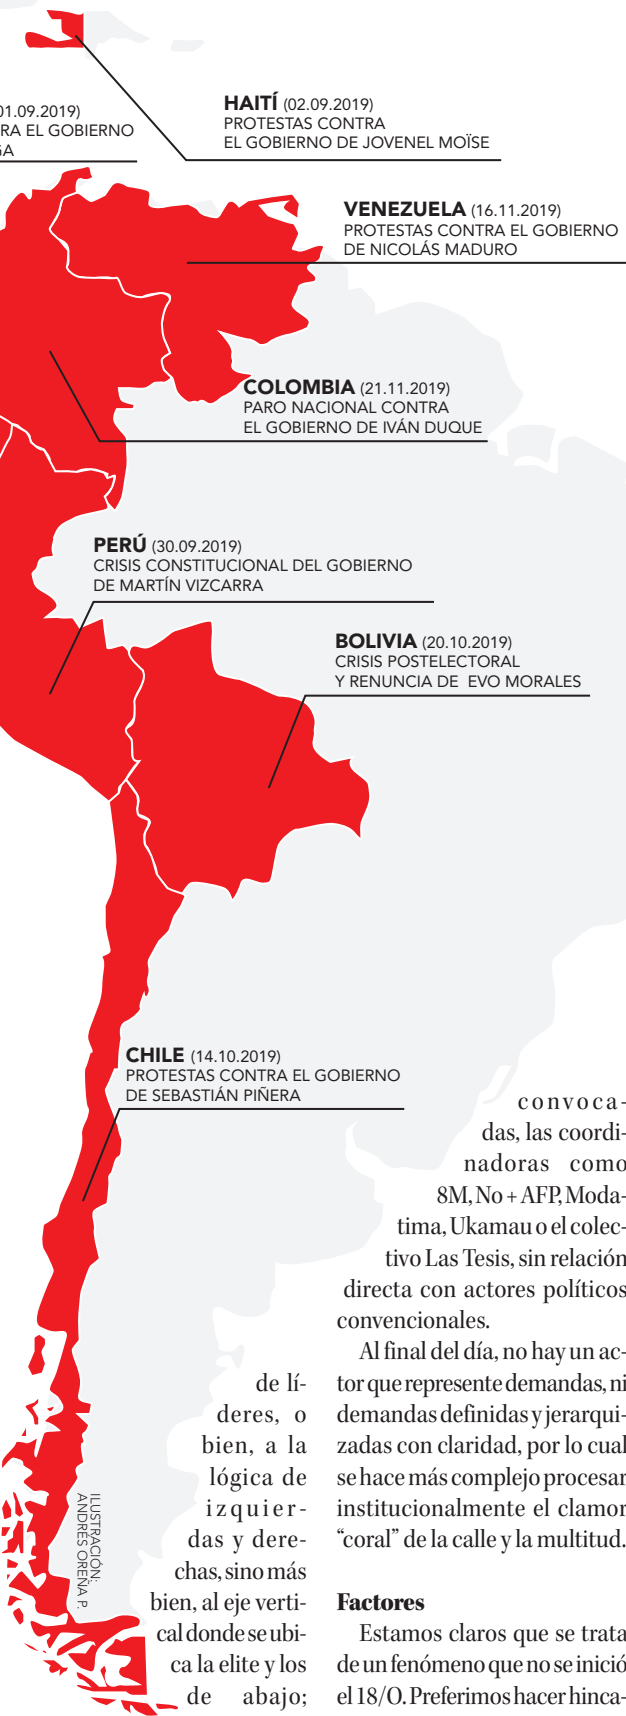 01.09.2019)
RA EL GOBIERNO
GA
HAITÍ (02.09.2019)
PROTESTAS CONTRA
EL GOBIERNO DE JOVENEL MOÏSE
VENEZUELA (16.11.2019)
PROTESTAS CONTRA EL GOBIERNO
DE NICOLÁS MADURO
COLOMBIA (21.11.2019)
PARO NACIONAL CONTRA
EL GOBIERNO DE IVÁN DUQUE
PERÚ (30.09.2019)
CRISIS CONSTITUCIONAL DEL GOBIERNO
DE MARTÍN VIZCARRA
BOLIVIA (20.10.2019)
CRISIS POSTELECTORAL
Y RENUNCIA DE EVO MORALES
CHILE (14.10.2019)
PROTESTAS CONTRA EL GOBIERNO
DE SEBASTIÁN PIÑERA
ILUSTRACIÓN:
ANDRÉS OREÑA P.
de lí-
deres, o
bien, a la
lógica de
izquier-
das y dere-
chas, sino más
bien, al eje verti-
cal donde se ubi-
ca la elite y los
de abajo;
convoca-
das, las coordi-
nadoras como
8M, No + AFP, Moda-
tima, Ukamau o el colec-
tivo Las Tesis, sin relación
directa con actores políticos
convencionales.
Al final del día, no hay un ac-
tor que represente demandas, ni
demandas definidas y jerarqui-
zadas con claridad, por lo cual
se hace más complejo procesar
institucionalmente el clamor
“coral” de la calle y la multitud.
Factores
Estamos claros que se trata
de un fenómeno que no se inició
el 18/O. Preferimos hacer hinca-